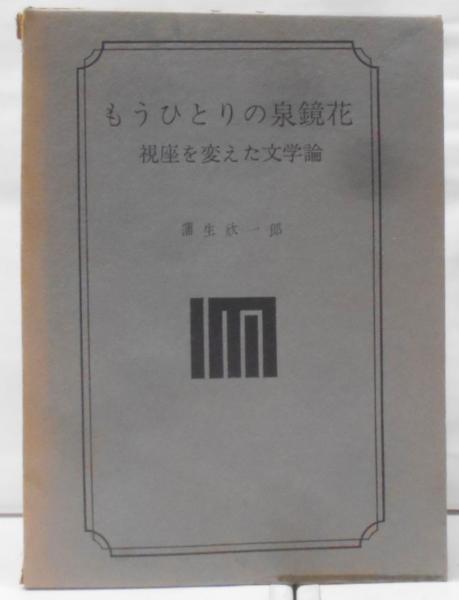 もうひとりの泉鏡花
視座を変えた文学論
蒲生欣一郎